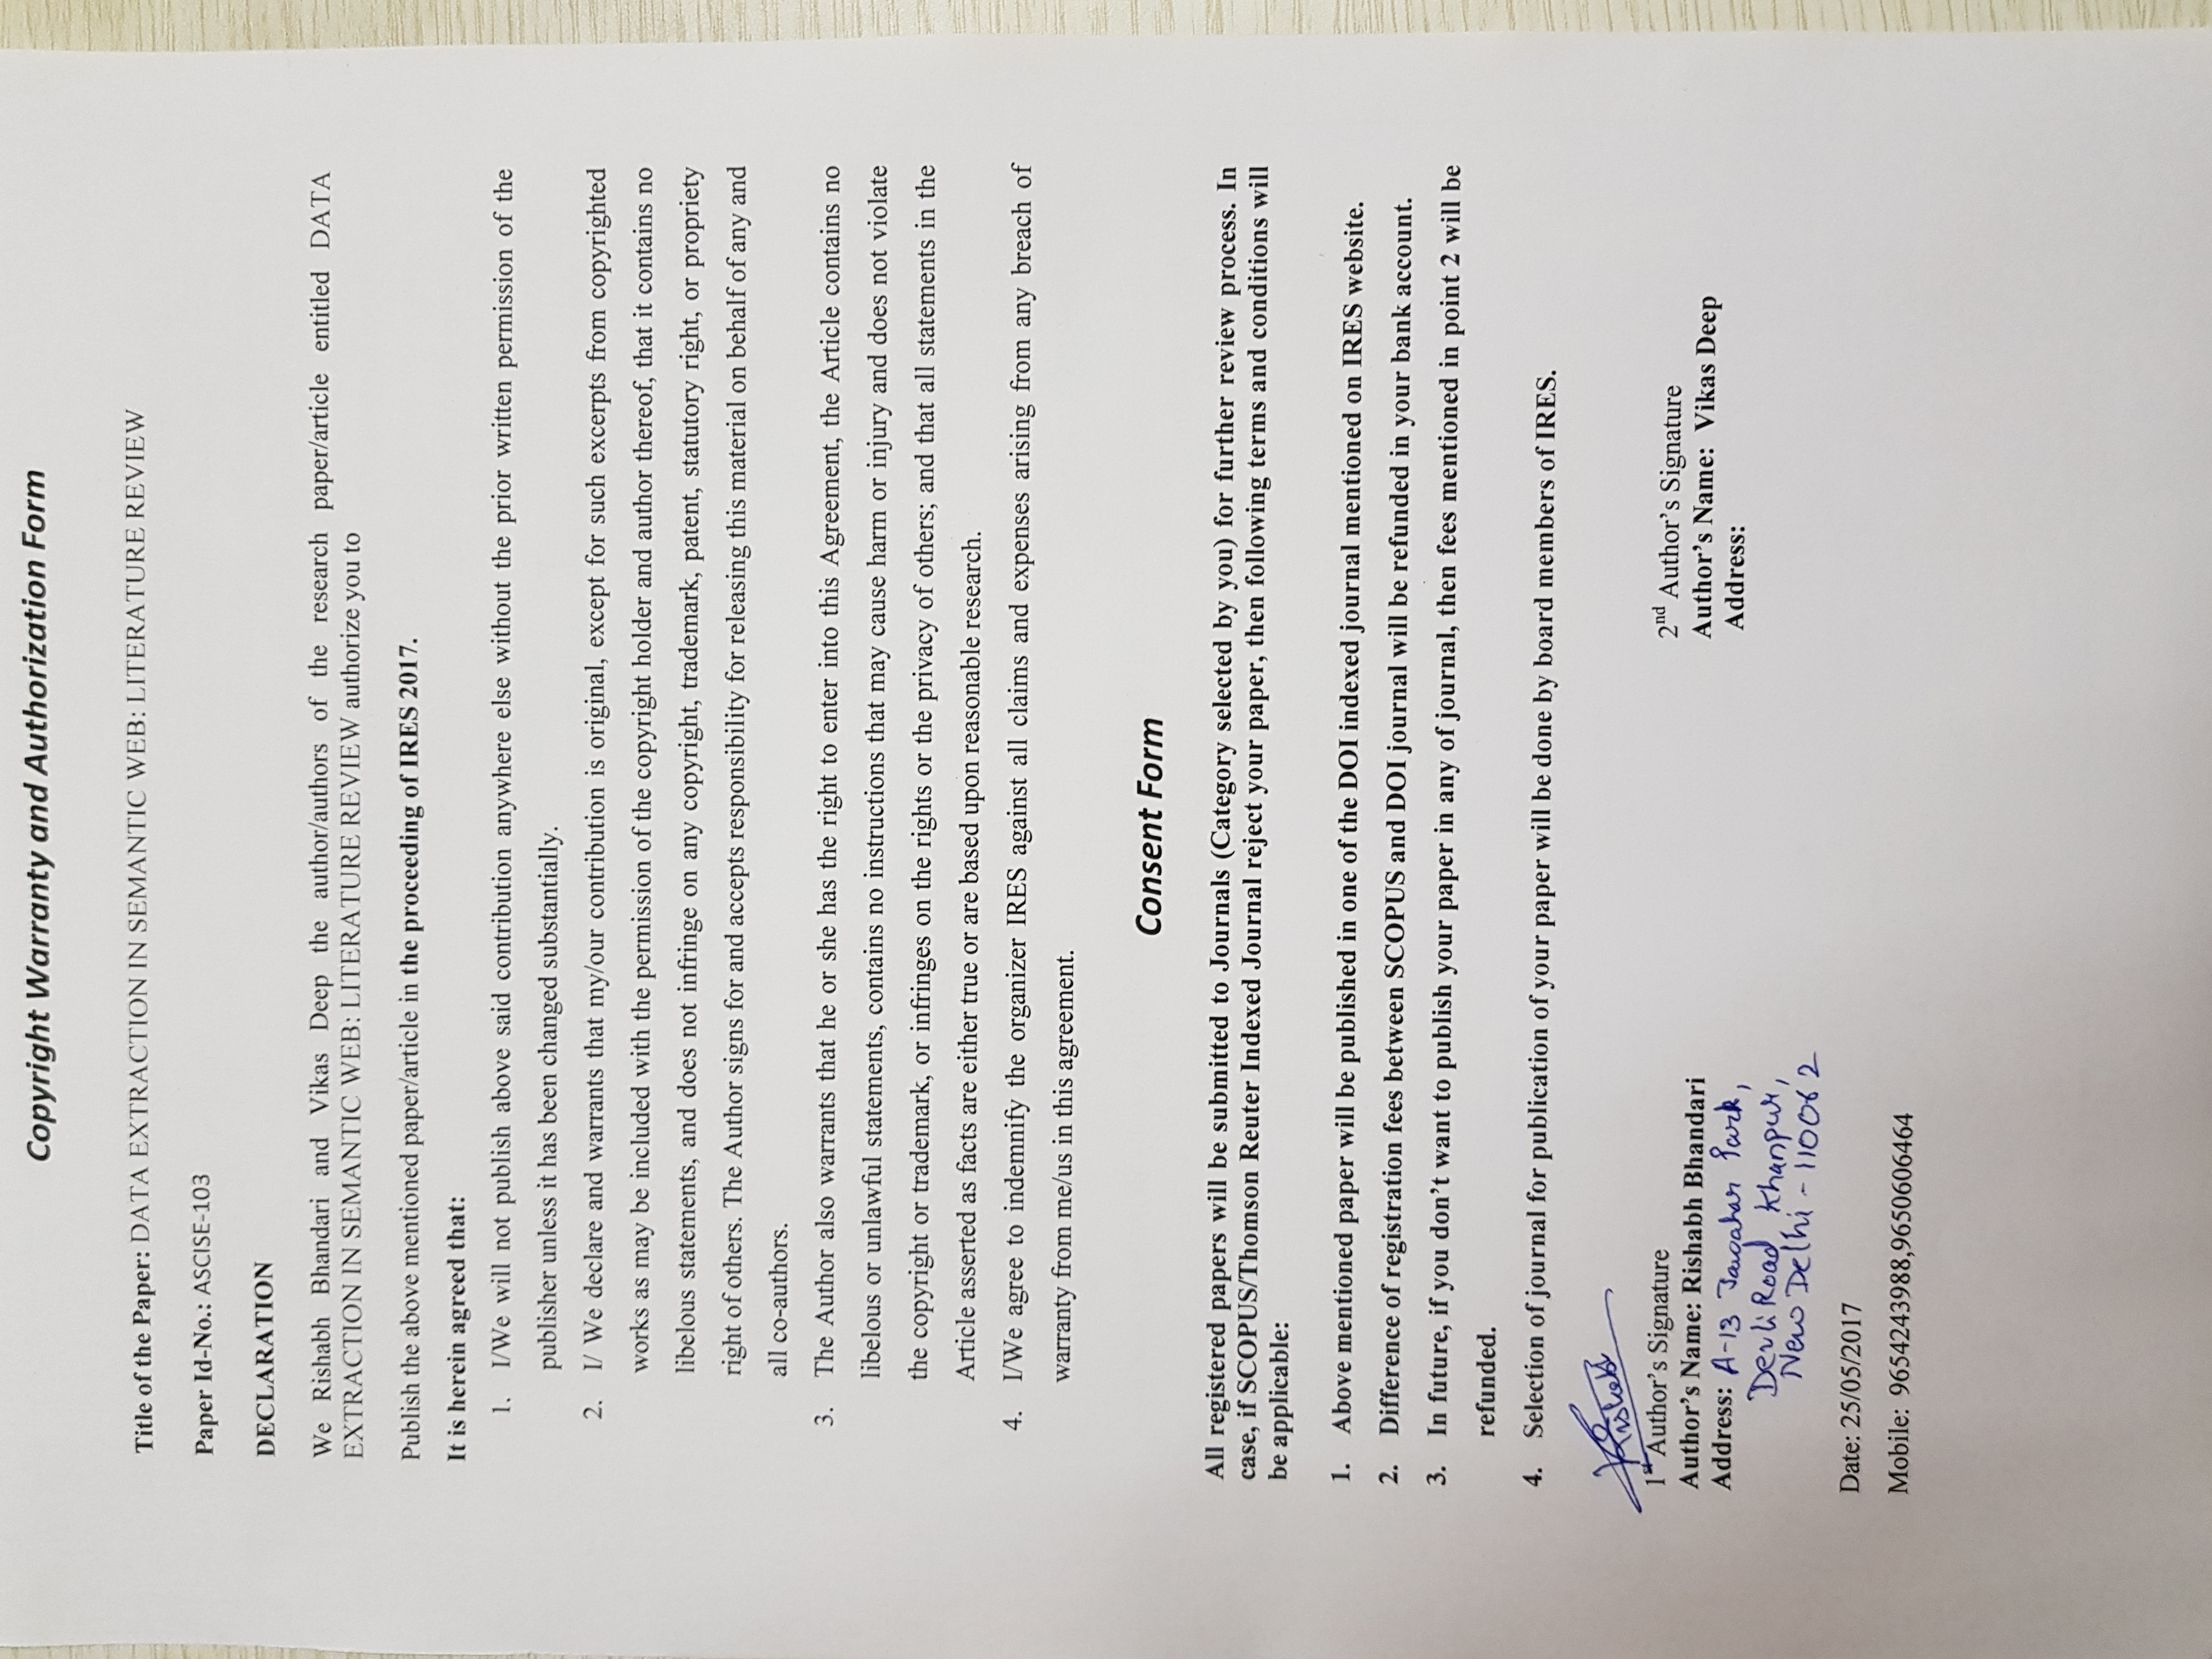 Copyright Warranty and Authorization Form
Title of the Paper: DATA EXTRACTION IN SEMANTIC WEB: LITERATURE REVIEW
Paper Id-No.: ASCISE-103
DECLARATION
We Rishabh Bhandari and Vikas Deep the author/authors of the research paper/article entitled DATA
EXTRACTION IN SEMANTIC WEB: LITERATURE REVIEW authorize you to
Publish the above mentioned paper/article in the proceeding of IRES 2017.
It is herein agreed that:
1. I/We will not publish above said contribution anywhere else without the prior written permission of the
publisher unless it has been changed substantially.
2. I/ We declare and warrants that my/our contribution is original, except for such excerpts from copyrighted
works as may be included with the permission of the copyright holder and author thereof, that it contains no
libelous statements, and does not infringe on any copyright, trademark, patent, statutory right, or propriety
right of others. The Author signs for and accepts responsibility for releasing this material on behalf of any and
all co-authors.
3. The Author also warrants that he or she has the right to enter into this Agreement, the Article contains no
libelous or unlawful statements, contains no instructions that may cause harm or injury and does not violate
the copyright or trademark, or infringes on the rights or the privacy of others; and that all statements in the
Article asserted as facts are either true or are based upon reasonable research.
4. I/We agree to indemnify the organizer IRES against all claims and expenses arising from any breach of
warranty from me/us in this agreement.
Consent Form
All registered papers will be submitted to Journals (Category selected by you) for further review process. In
case, if SCOPUS/Thomson Reuter Indexed Journal reject your paper, then following terms and conditions will
be applicable:
1. Above mentioned paper will be published in one of the DOI indexed journal mentioned on IRES website.
2. Difference of registration fees between SCOPUS and DOI journal will be refunded in your bank account.
3. In future, if you don't want to publish your paper in any of journal, then fees mentioned in point 2 will be
refunded.
4. Selection of journal for publication of your paper will be done by board members of IRES.
Rishabh
1st Author's Signature
Author's Name: Rishabh Bhandari
Address: A-13 Jawahar Park,
Devli Road Khanpur,
New Delhi - 110062
2nd Author's Signature
Author's Name: Vikas Deep
Address:
Date: 25/05/2017
Mobile: 9654243988,9650606464